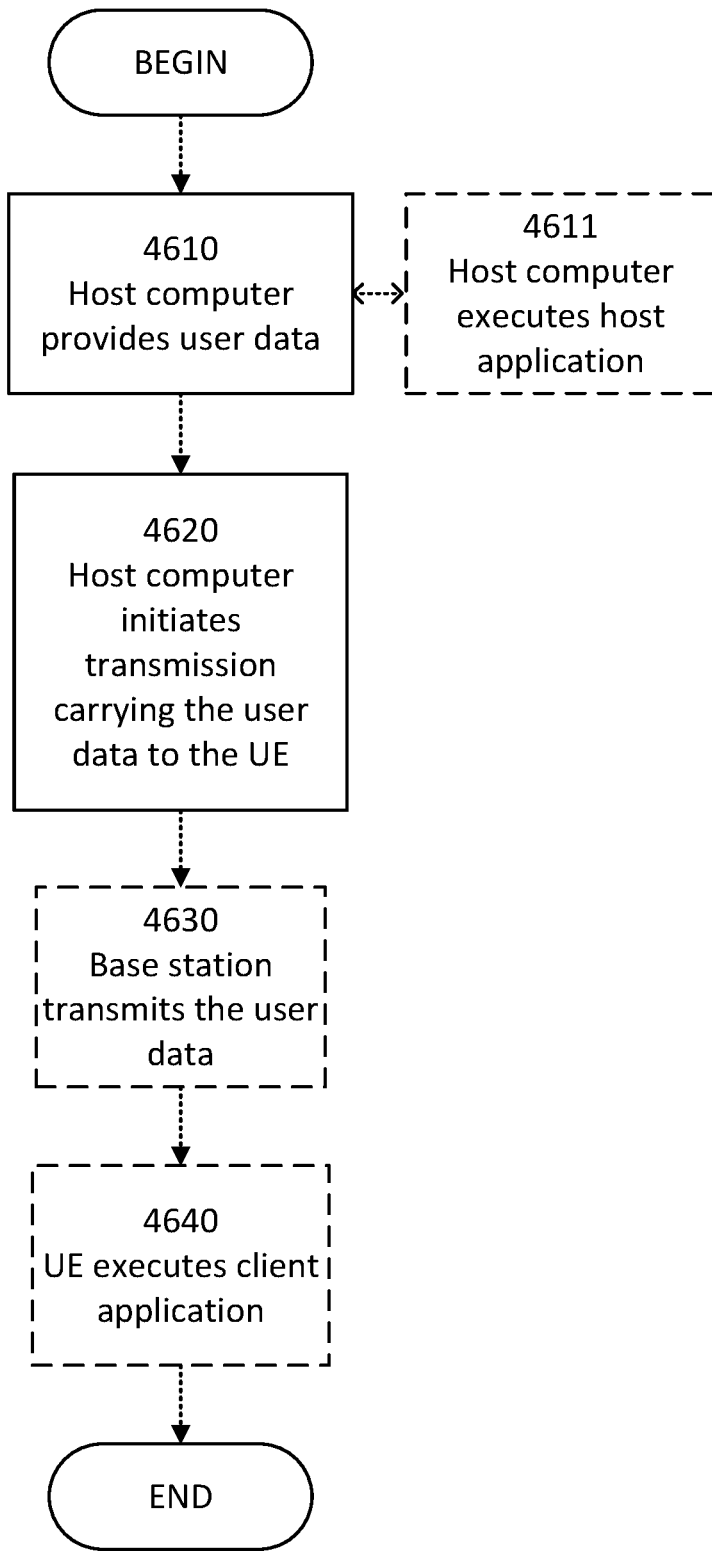 BEGIN
4610
Host computer
provides user data
4611
Host computer
executes host
application
4620
Host computer
initiates
transmission
carrying the user
data to the UE
4630
Base station
transmits the user
data
4640
UE executes client
application
END